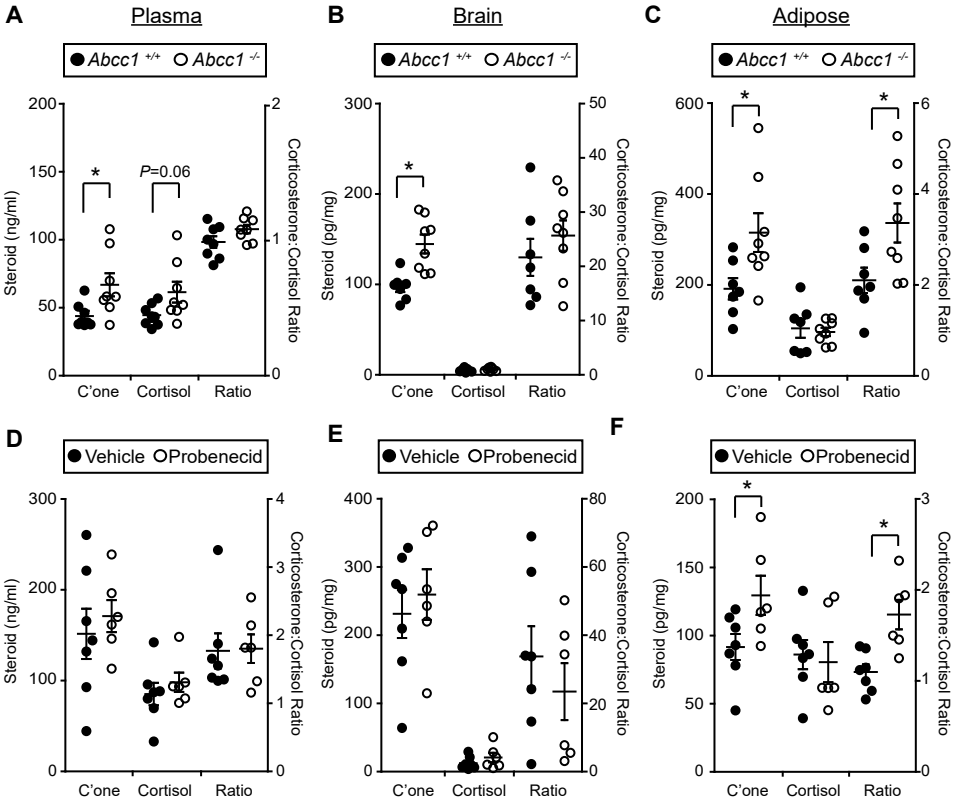 A Plasma
Abcc1 +/+ Abcc1 -/-
200
150
100
50
0
Steroid (ng/ml)
2
1
0
Corticosterone:Cortisol Ratio
*
P=0.06
C'one Cortisol Ratio
B Brain
Abcc1 +/+ Abcc1 -/-
300
200
100
0
Steroid (pg/mg)
50
40
30
20
10
0
Corticosterone:Cortisol Ratio
*
C'one Cortisol Ratio
C Adipose
Abcc1 +/+ Abcc1 -/-
600
400
200
0
Steroid (pg/mg)
6
4
2
0
Corticosterone:Cortisol Ratio
*
*
C'one Cortisol Ratio
D
Vehicle Probenecid
300
200
100
0
Steroid (ng/ml)
4
3
2
1
0
Corticosterone:Cortisol Ratio
C'one Cortisol Ratio
E
Vehicle Probenecid
400
300
200
100
0
Steroid (pg/mg)
80
60
40
20
0
Corticosterone:Cortisol Ratio
C'one Cortisol Ratio
F
Vehicle Probenecid
200
150
100
50
0
Steroid (pg/mg)
3
2
1
0
Corticosterone:Cortisol Ratio
*
*
C'one Cortisol Ratio